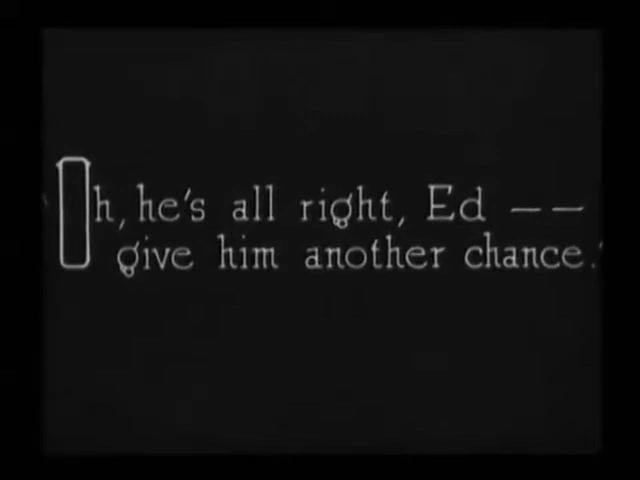 "Oh, he's all right, Ed — —
give him another chance."